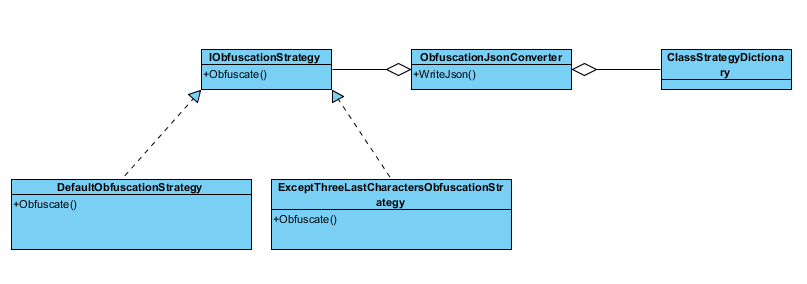 IObfuscationStrategy
+Obfuscate()
ObfuscationJsonConverter
+WriteJson()
ClassStrategyDictiona
ry
DefaultObfuscationStrategy
+Obfuscate()
ExceptThreeLastCharactersObfuscationStr
ategy
+Obfuscate()